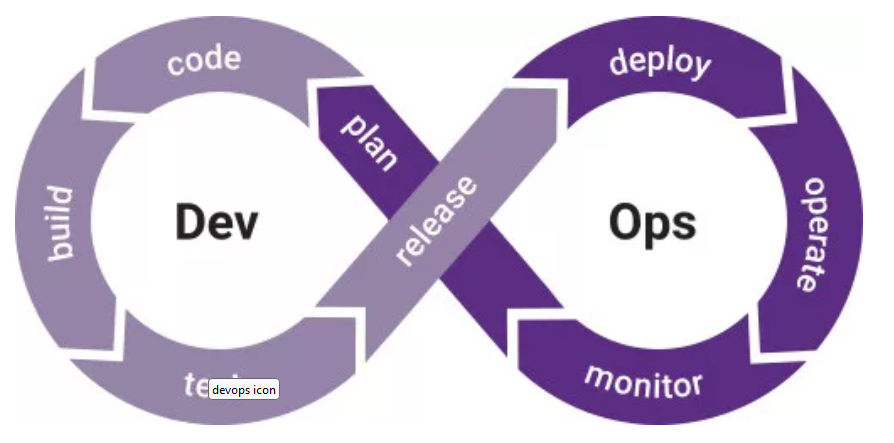 code
deploy
plan
build
Dev
release
Ops
operate
monitor
devops icon